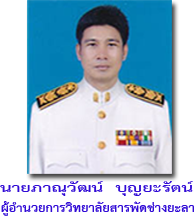 นายภาณุวัฒน์ บุญยะรัตน์
ผู้อำนวยการวิทยาลัยสารพัดช่างยะลา